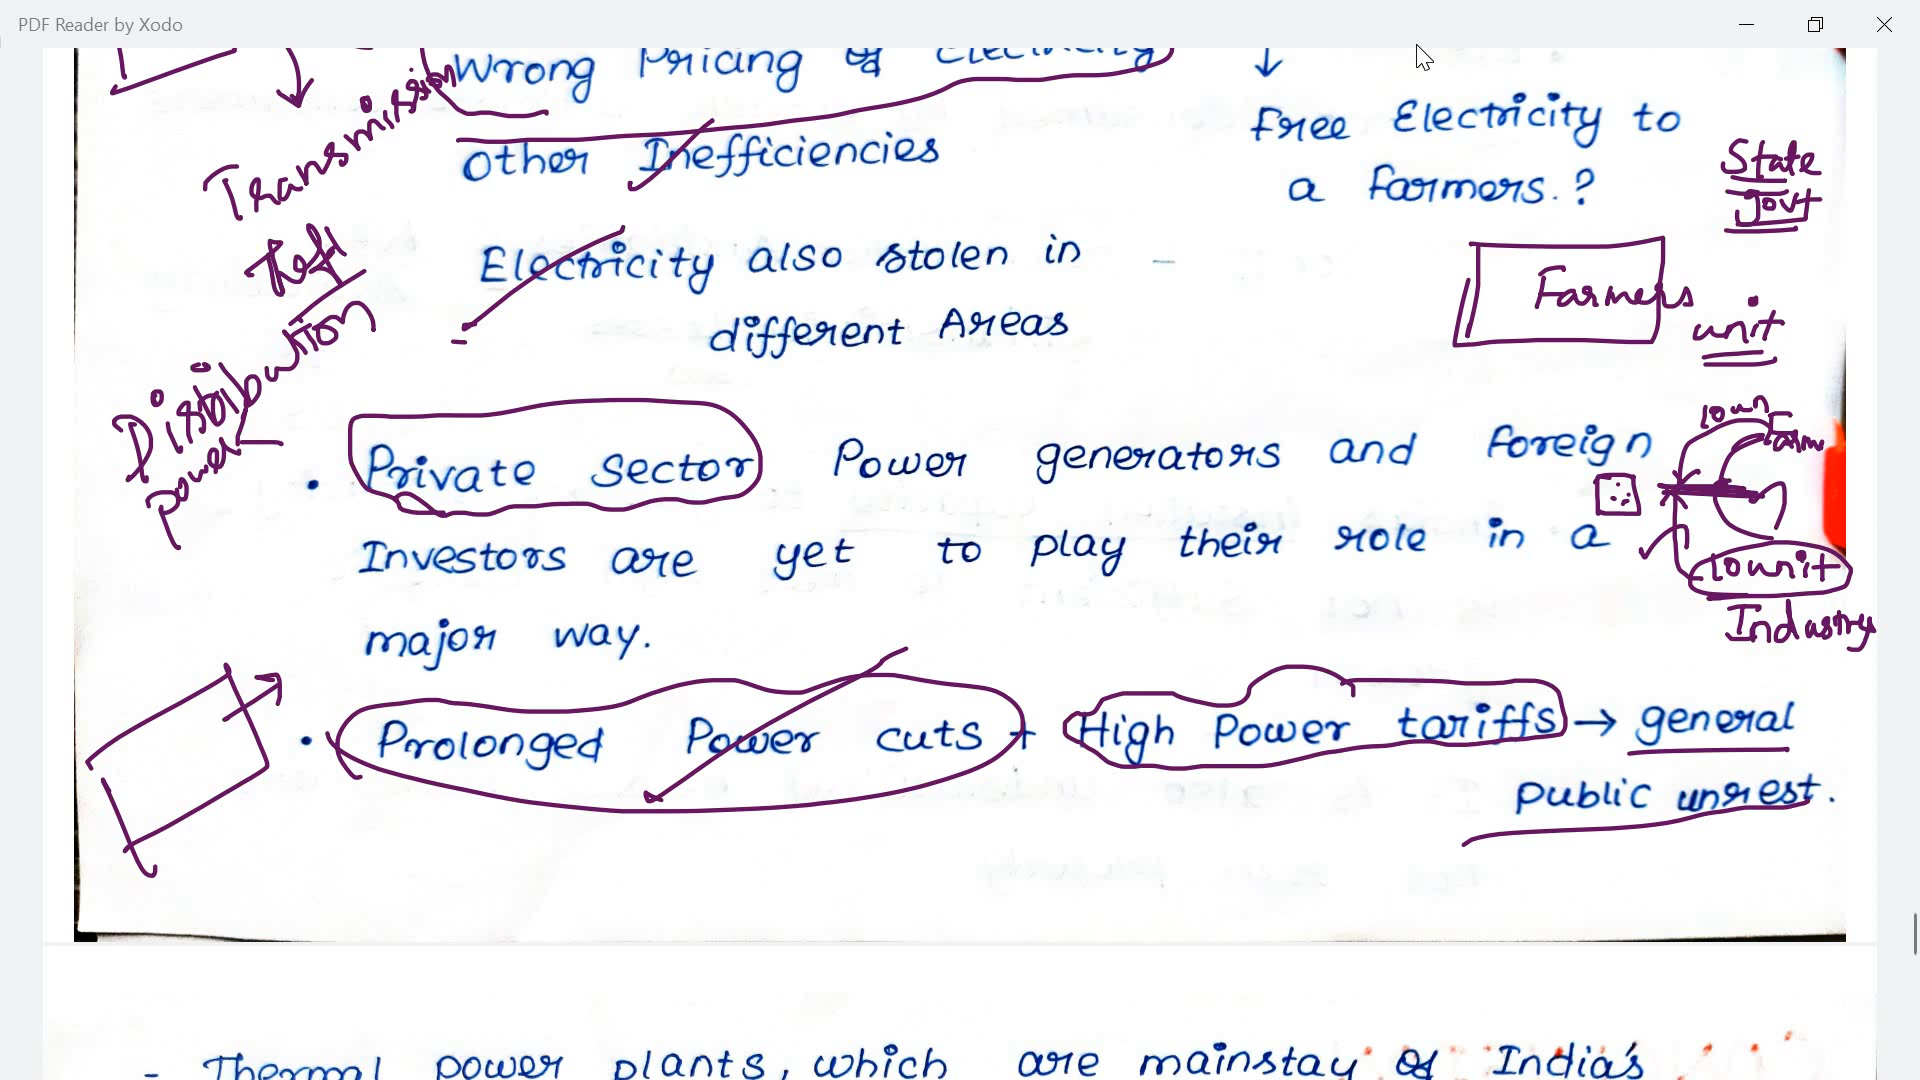 PDF Reader by Xodo
Wrong Pricing of Electricity
↓
Free Electricity to
a farmers.?
Other Inefficiencies
Transmission
State
Govt
Theft
Electricity also stolen in
different Areas
Farmers
unit
Distribution
power
• Private Sector Power generators and foreign
Investors are yet to play their role in a
major way.
Farm
10 unit
Industry
• Prolonged Power cuts + High Power tariffs → general
public unrest.
- Thermal power plants, which are mainstay of India's